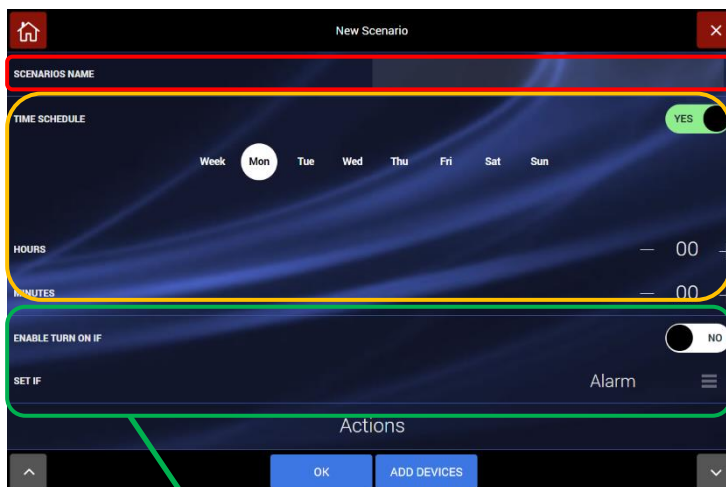 New Scenario
SCENARIOS NAME
TIME SCHEDULE YES
Week Mon Tue Wed Thu Fri Sat Sun
HOURS — 00
MINUTES — 00
ENABLE TURN ON IF NO
SET IF Alarm
Actions
OK ADD DEVICES